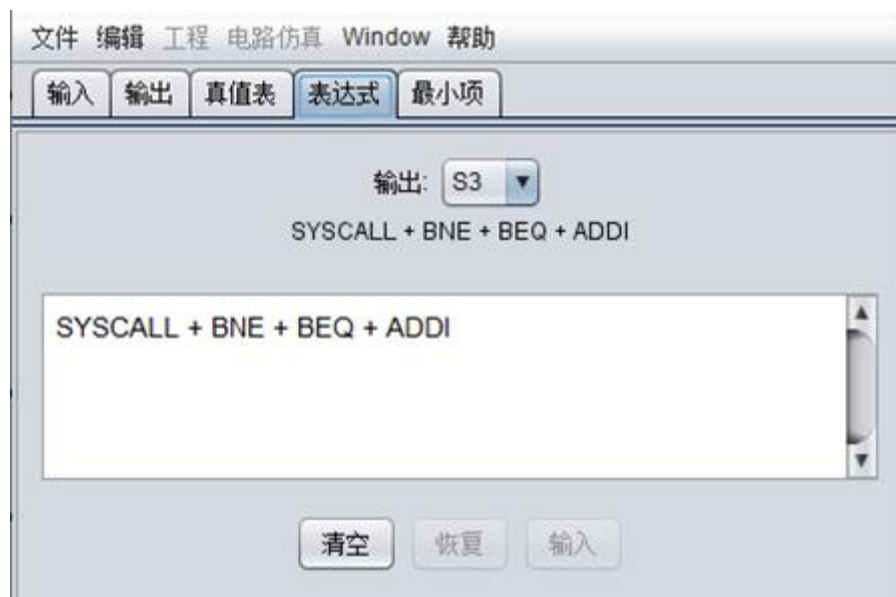 文件 编辑 工程 电路仿真 Window 帮助
输入 输出 真值表 表达式 最小项
输出: S3
SYSCALL + BNE + BEQ + ADDI
SYSCALL + BNE + BEQ + ADDI
清空 恢复 输入